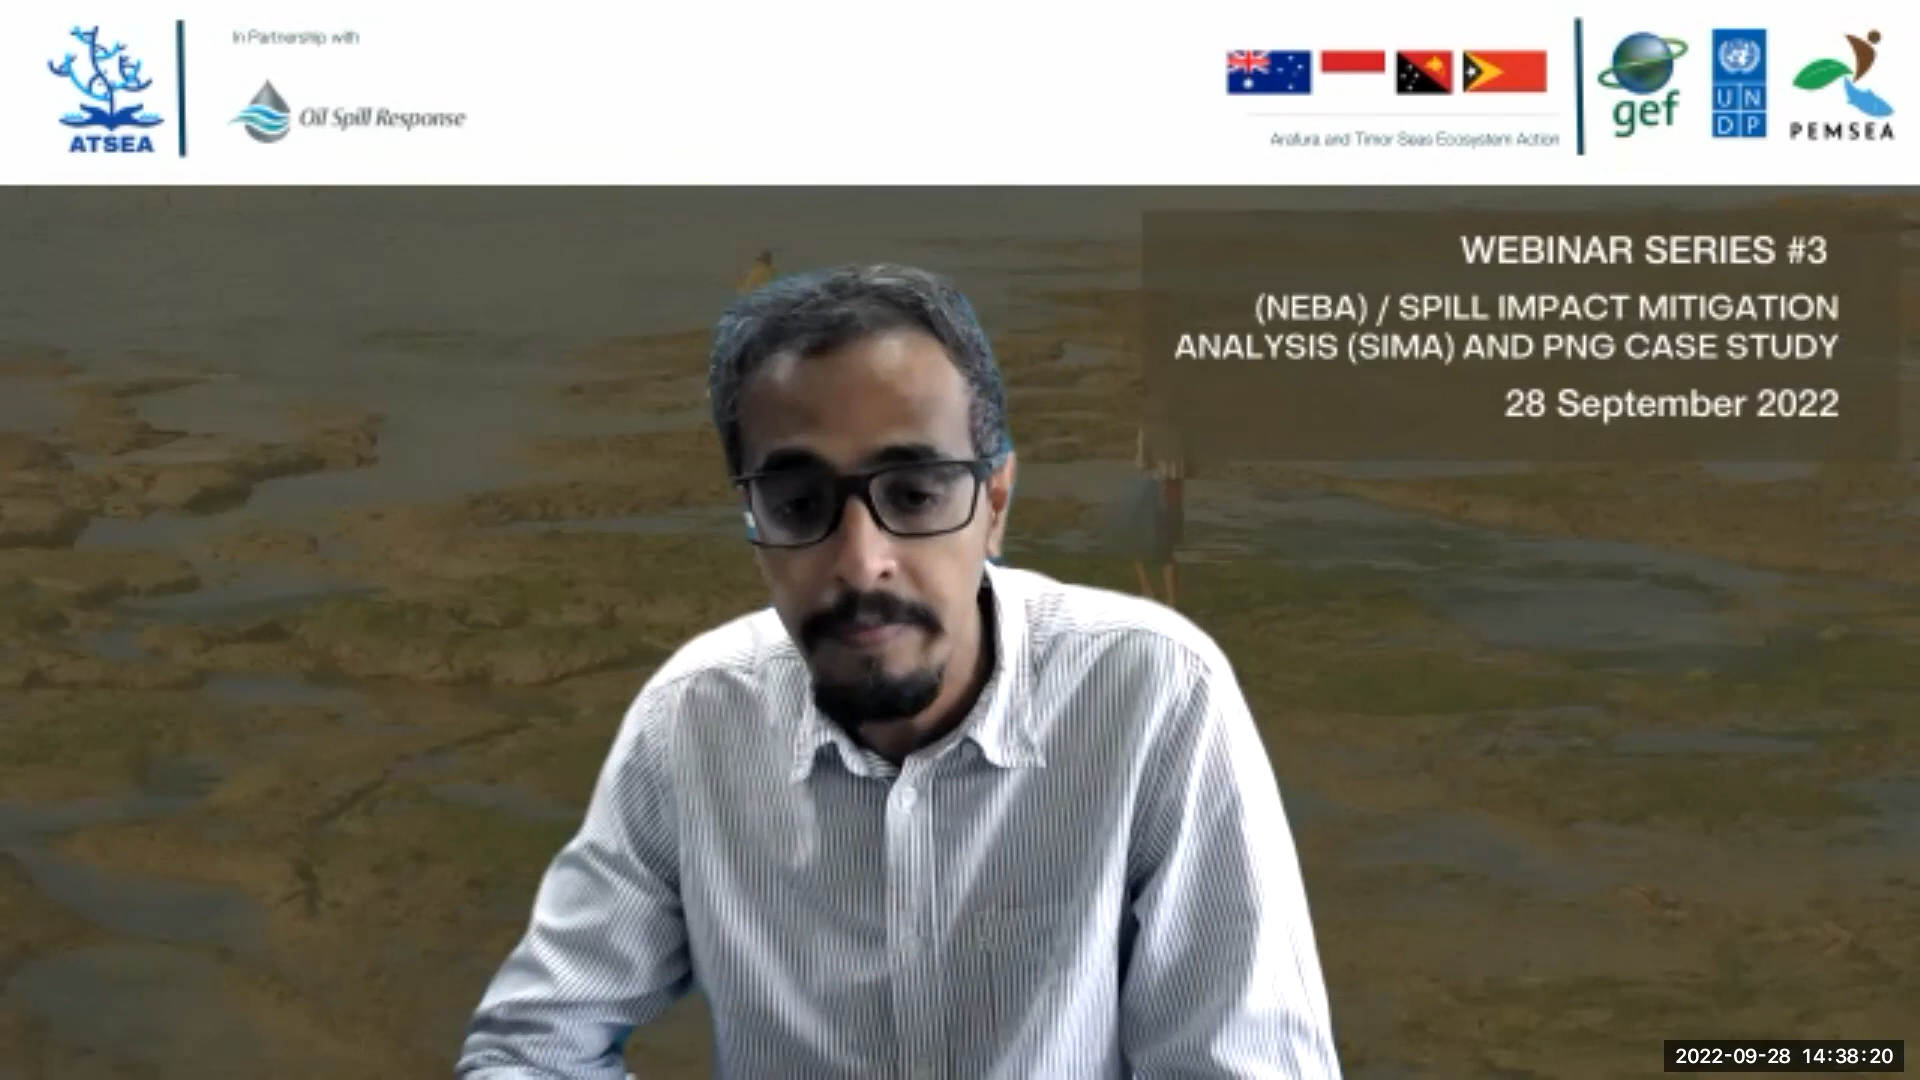 In Partnership with
ATSEA
Oil Spill Response
Arafura and Timor Seas Ecosystem Action
gef
U N
D P
PEMSEA
WEBINAR SERIES #3
(NEBA) / SPILL IMPACT MITIGATION
ANALYSIS (SIMA) AND PNG CASE STUDY
28 September 2022
2022-09-28 14:38:20